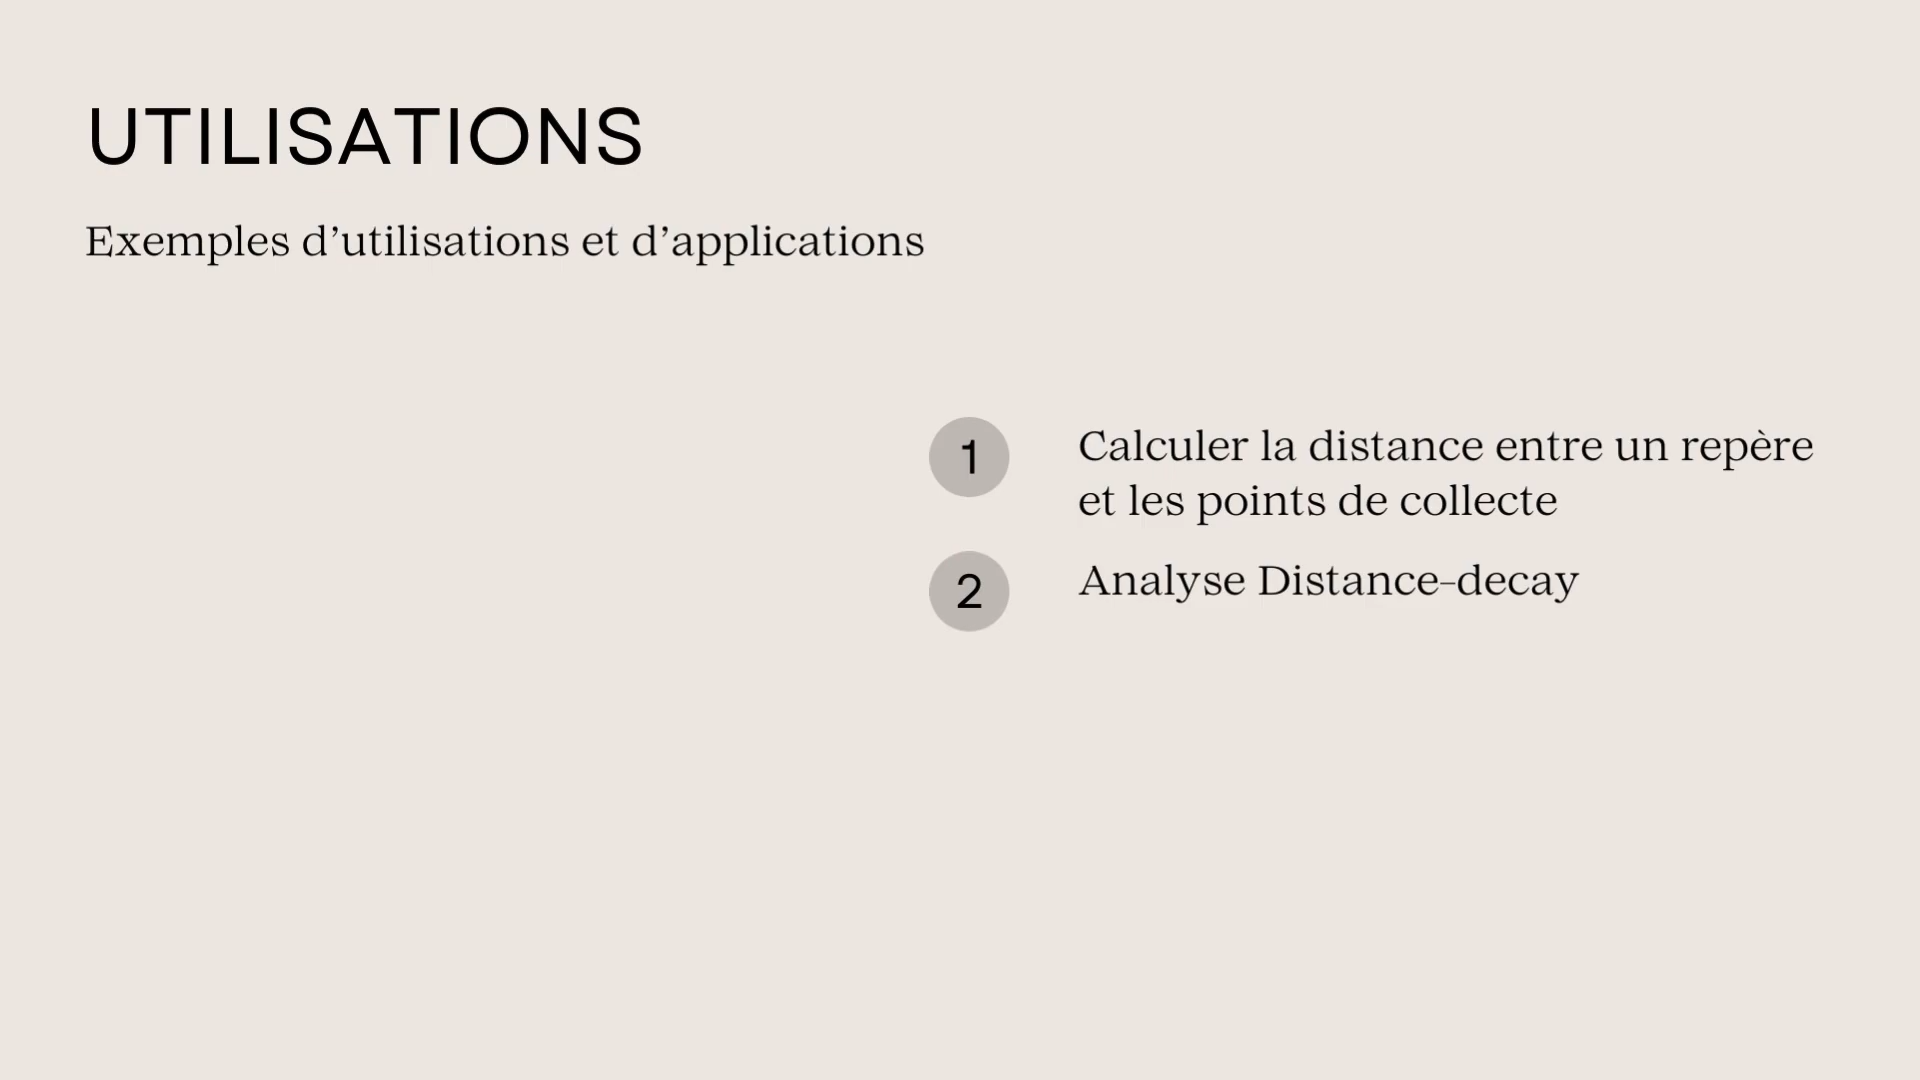 UTILISATIONS
Exemples d’utilisations et d’applications
1
Calculer la distance entre un repère
et les points de collecte
2
Analyse Distance-decay